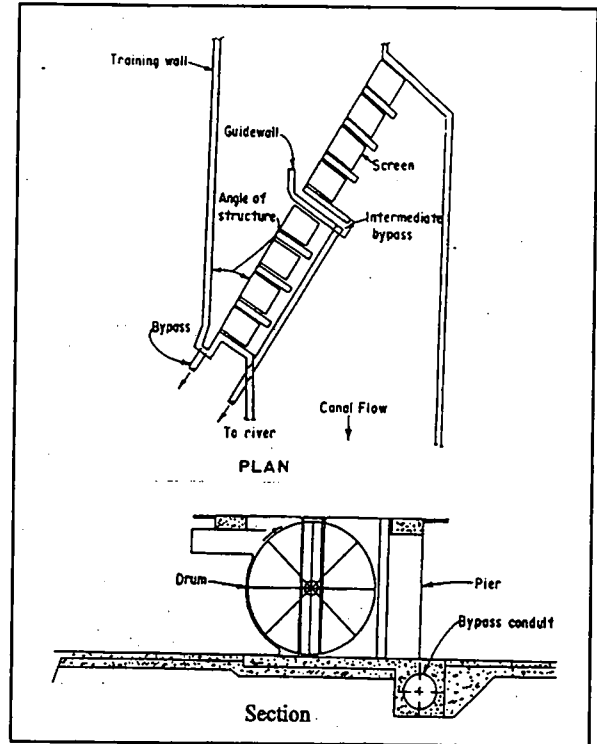 Training wall
Guidewall
Screen
Angle of
structure
Intermediate
bypass
Bypass
Canal Flow
To river
PLAN
Drum
Pier
Bypass conduit
Section